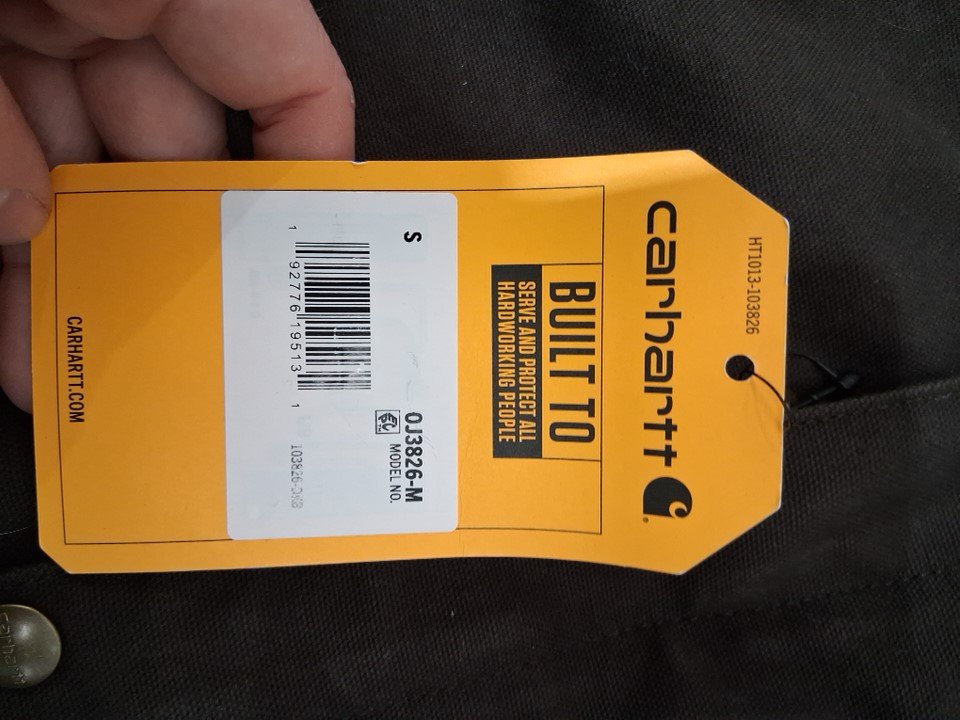 HT1013-103826
carhartt
BUILT TO
SERVE AND PROTECT ALL
HARDWORKING PEOPLE
S
OJ3826-M
MODEL NO.
1 92776 19513 1
CARHARTT.COM